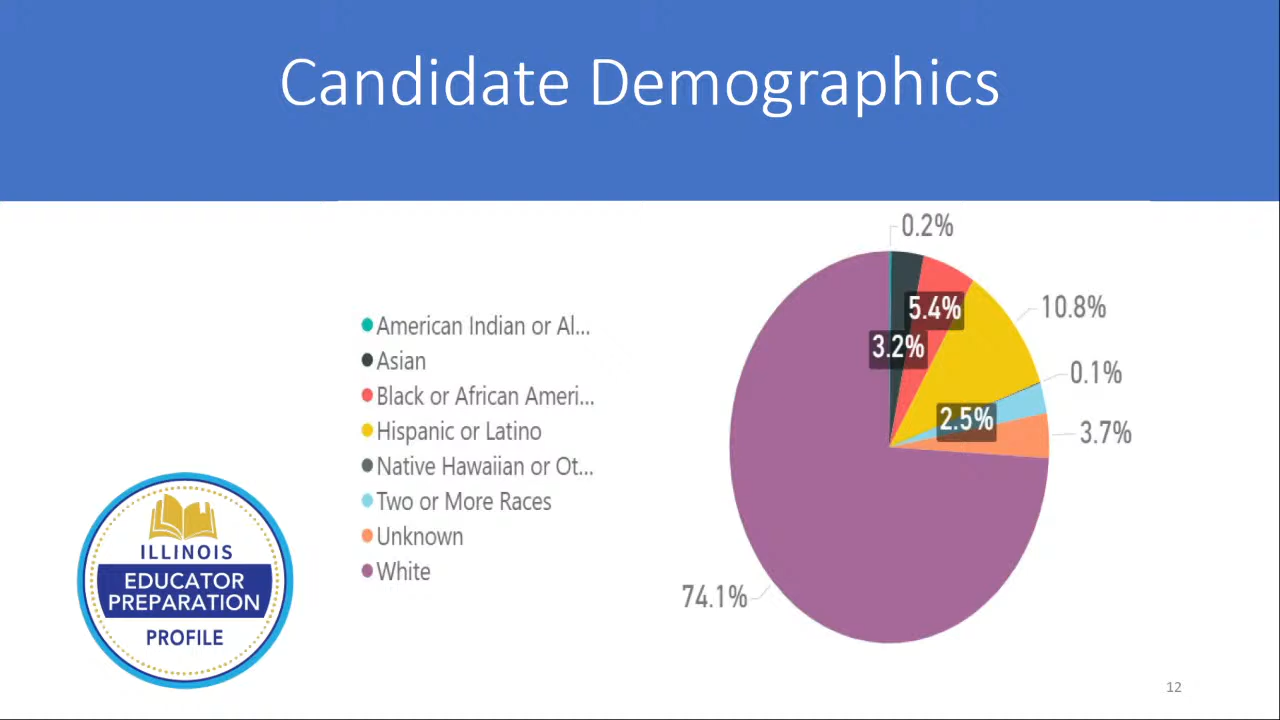 Candidate Demographics
American Indian or Al...
Asian
Black or African Ameri...
Hispanic or Latino
Native Hawaiian or Ot...
Two or More Races
Unknown
White
0.2%
5.4%
3.2%
10.8%
0.1%
2.5%
3.7%
74.1%
ILLINOIS
EDUCATOR
PREPARATION
PROFILE
12